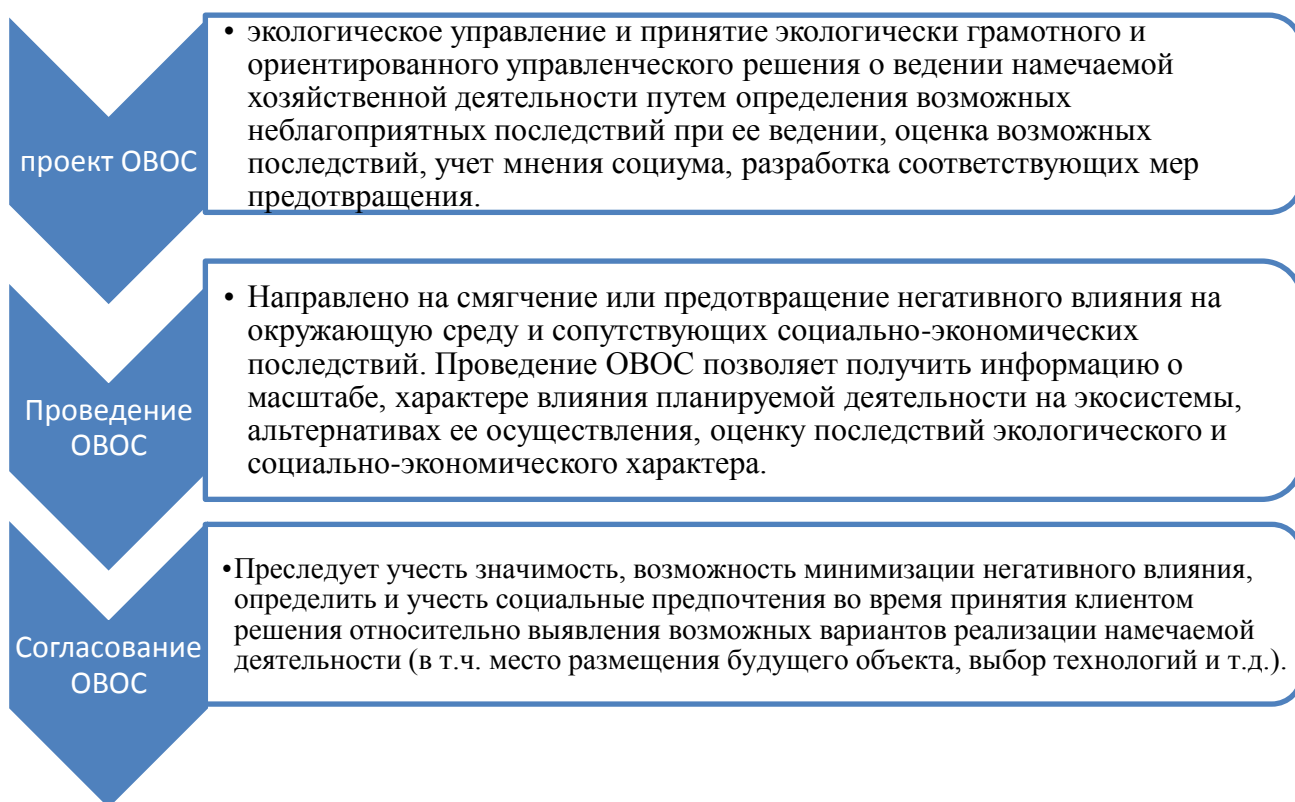 проект ОВОС
• экологическое управление и принятие экологически грамотного и
ориентированного управленческого решения о ведении намечаемой
хозяйственной деятельности путем определения возможных
неблагоприятных последствий при ее ведении, оценка возможных
последствий, учет мнения социума, разработка соответствующих мер
предотвращения.
Проведение
ОВОС
• Направлено на смягчение или предотвращение негативного влияния на
окружающую среду и сопутствующих социально-экономических
последствий. Проведение ОВОС позволяет получить информацию о
масштабе, характере влияния планируемой деятельности на экосистемы,
альтернативах ее осуществления, оценку последствий экологического и
социально-экономического характера.
Согласование
ОВОС
•Преследует учесть значимость, возможность минимизации негативного влияния,
определить и учесть социальные предпочтения во время принятия клиентом
решения относительно выявления возможных вариантов реализации намечаемой
деятельности (в т.ч. место размещения будущего объекта, выбор технологий и т.д.).